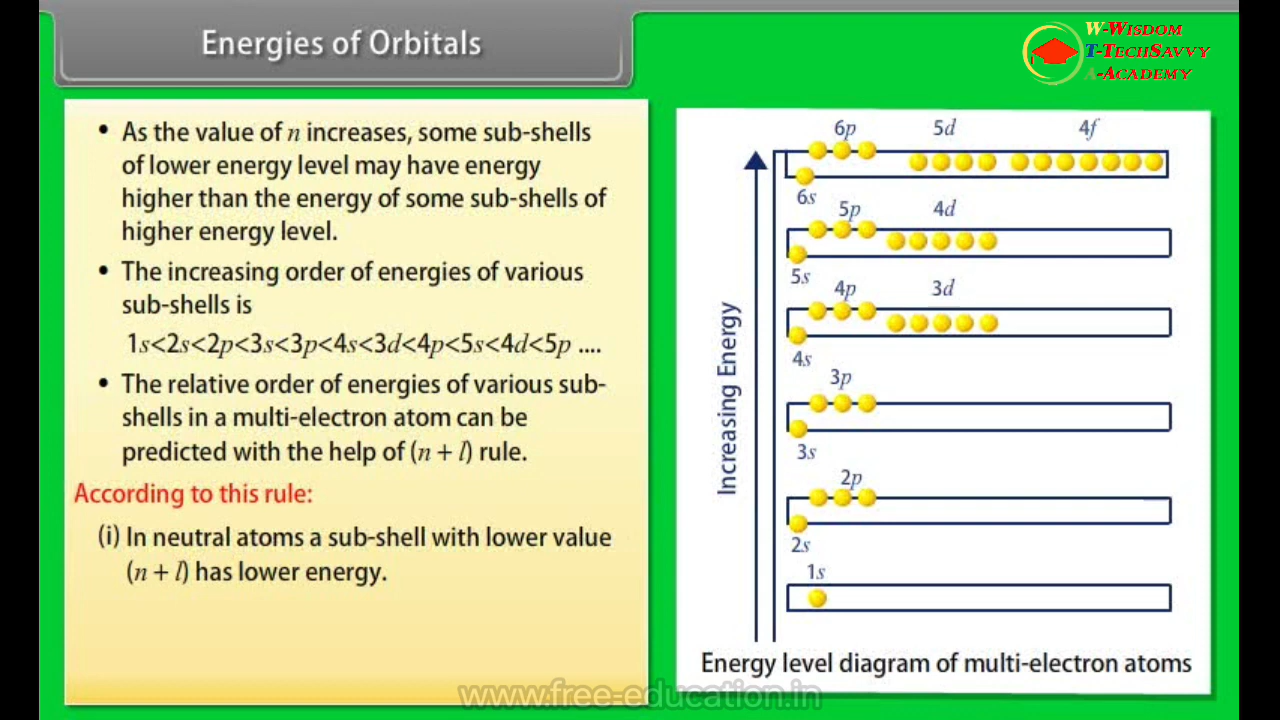 Energies of Orbitals
W-Wisdom
T-TechSavvy
A-Academy
• As the value of n increases, some sub-shells
of lower energy level may have energy
higher than the energy of some sub-shells of
higher energy level.
• The increasing order of energies of various
sub-shells is
1s<2s<2p<3s<3p<4s<3d<4p<5s<4d<5p ....
• The relative order of energies of various sub-
shells in a multi-electron atom can be
predicted with the help of (n + l) rule.
According to this rule:
(i) In neutral atoms a sub-shell with lower value
(n + l) has lower energy.
Increasing Energy
6p 5d 4f
6s
5p 4d
5s
4p 3d
4s
3p
3s
2p
2s
1s
Energy level diagram of multi-electron atoms
www.free-education.in